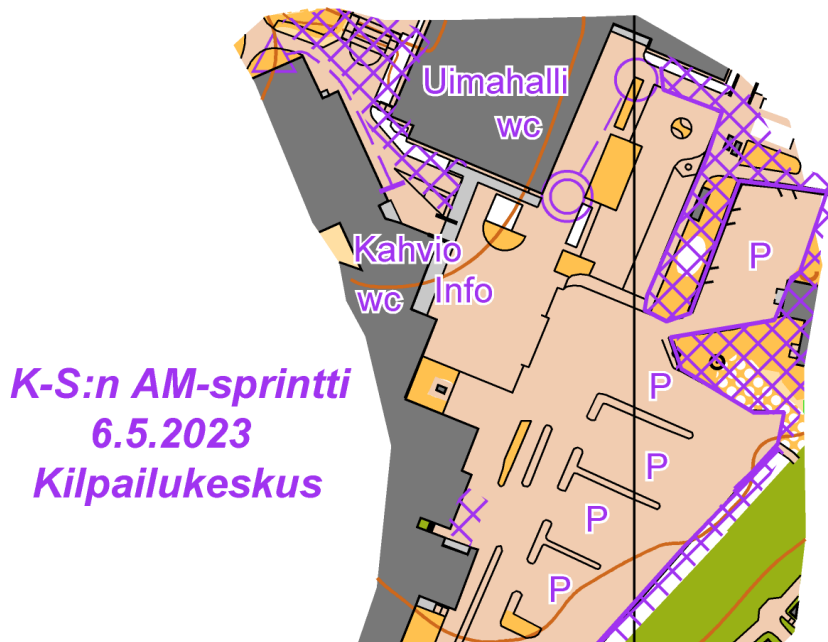 Uimahalli
wc
P
Kahvio
wc Info
K-S:n AM-sprintti
6.5.2023
Kilpailukeskus
P
P
P
P